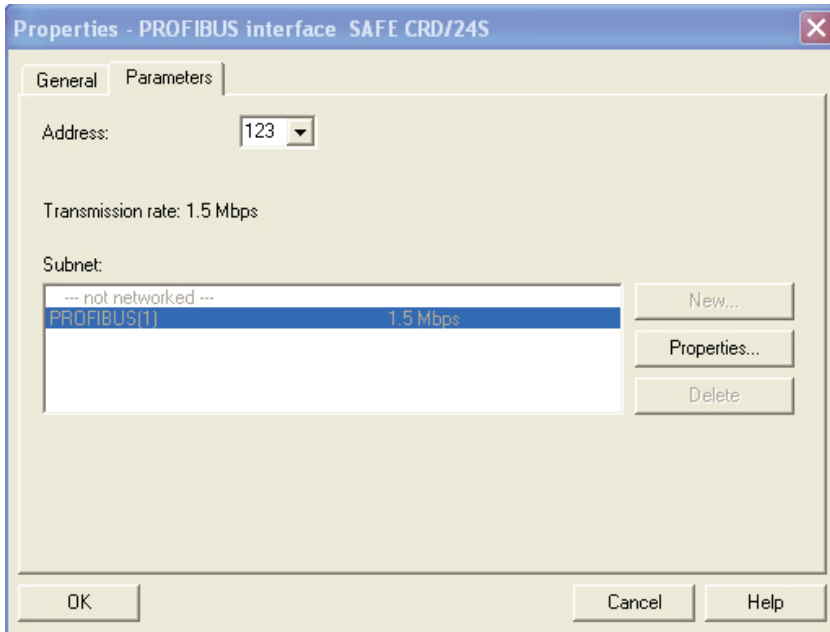 Properties - PROFIBUS interface  SAFE CRD/24S
General Parameters
Address: 123
Transmission rate: 1.5 Mbps
Subnet:
--- not networked ---
PROFIBUS(1) 1.5 Mbps
New...
Properties...
Delete
OK Cancel Help